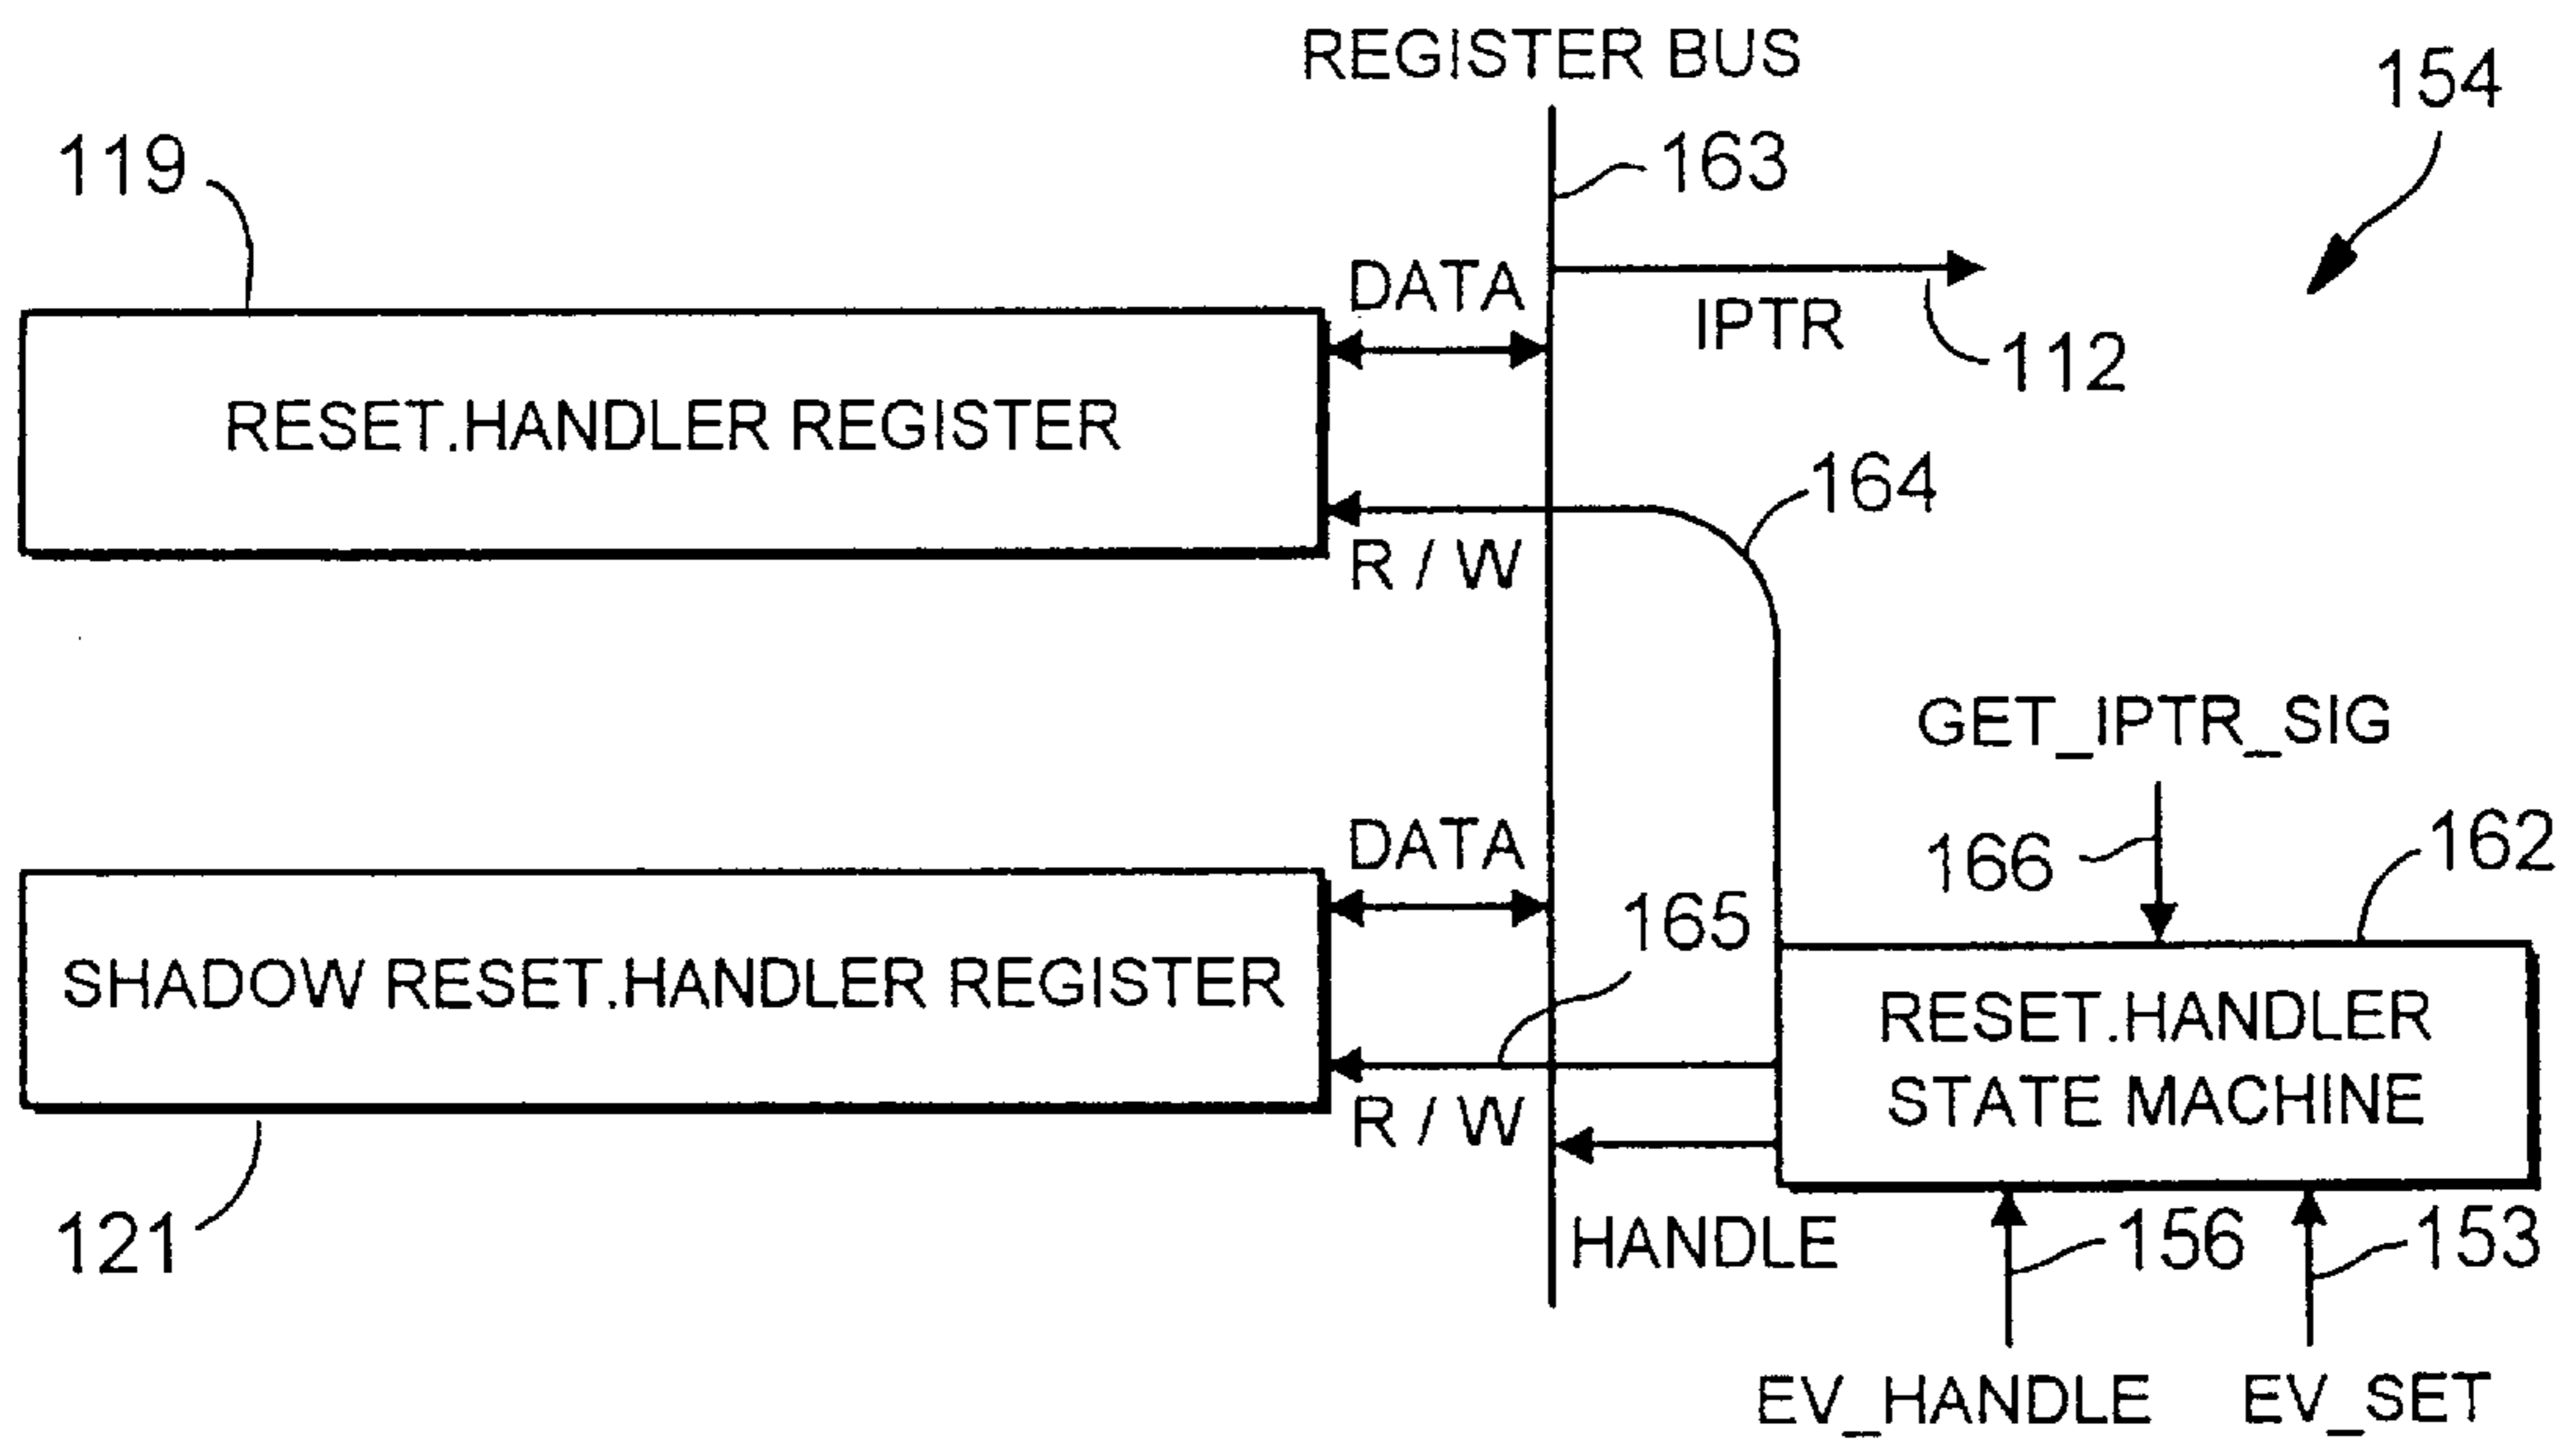 REGISTER BUS
154
119
163
DATA
IPTR
112
RESET.HANDLER REGISTER
164
R / W
GET_IPTR_SIG
DATA
166
162
165
SHADOW RESET.HANDLER REGISTER
RESET.HANDLER
STATE MACHINE
R / W
121
HANDLE
156
153
EV_HANDLE
EV_SET